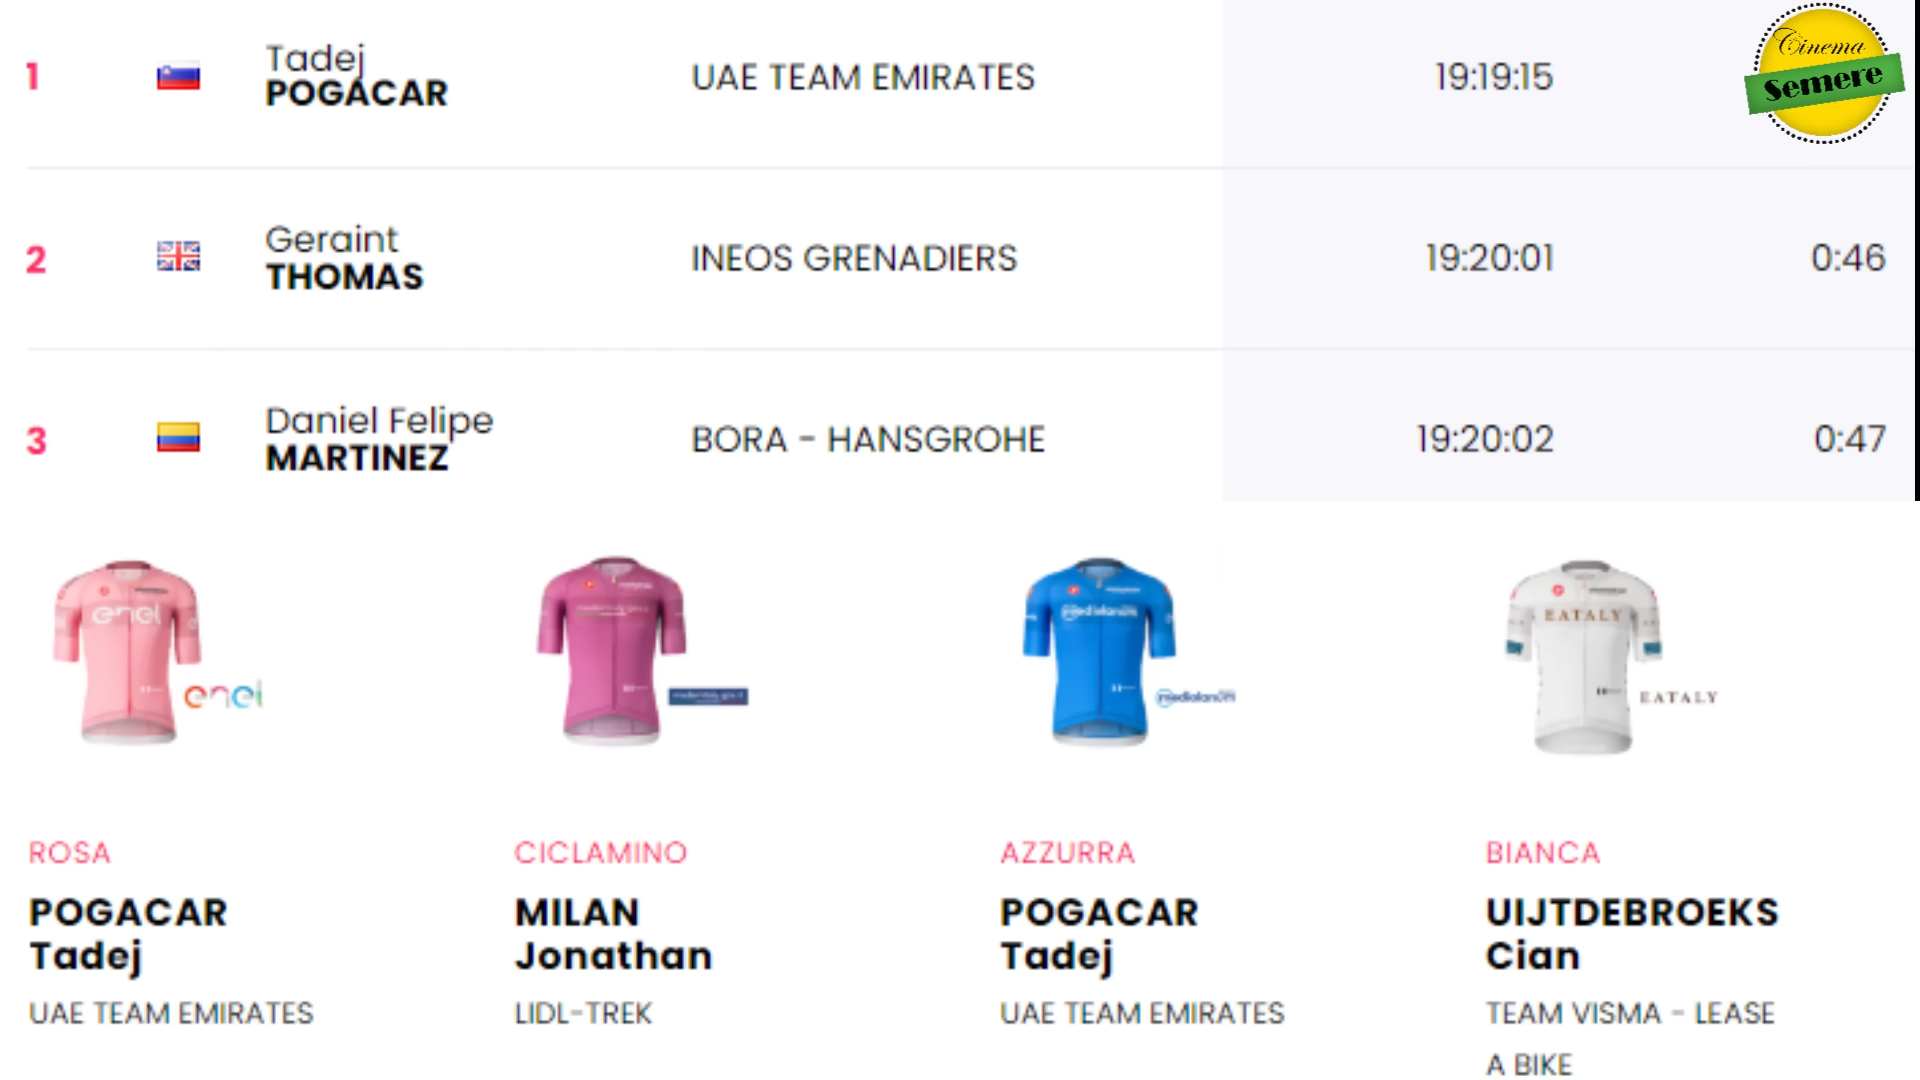 1
Tadej
POGACAR
UAE TEAM EMIRATES
19:19:15
Cinema
Semere
2
Geraint
THOMAS
INEOS GRENADIERS
19:20:01
0:46
3
Daniel Felipe
MARTINEZ
BORA - HANSGROHE
19:20:02
0:47
enel
enel
mediolanum
mediolanum
EATALY
EATALY
ROSA
CICLAMINO
AZZURRA
BIANCA
POGACAR
Tadej
UAE TEAM EMIRATES
MILAN
Jonathan
LIDL-TREK
POGACAR
Tadej
UAE TEAM EMIRATES
UIJTDEBROEKS
Cian
TEAM VISMA - LEASE
A BIKE